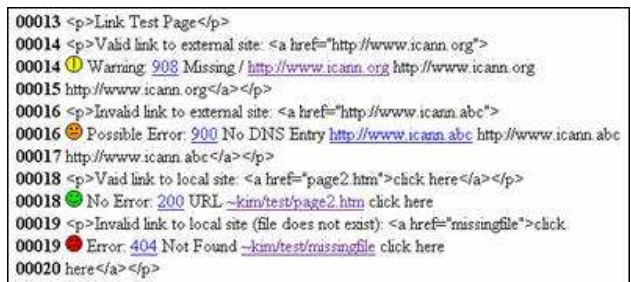 00013 <p>Link Test Page</p>
00014 <p>Valid link to external site: <a href="http://www.icann.org">
00014 Warning: 908 Missing / http://www.icann.org http://www.icann.org
00015 http://www.icann.org</a></p>
00016 <p>Invalid link to external site: <a href="http://www.icann.abc">
00016 Possible Error: 900 No DNS Entry http://www.icann.abc http://www.icann.abc
00017 http://www.icann.abc</a></p>
00018 <p>Vaid link to local site: <a href="page2.htm">click here</a></p>
00018 No Error: 200 URL ~kim/test/page2.htm click here
00019 <p>Invalid link to local site (file does not exist): <a href="missingfile">click
00019 Error: 404 Not Found ~kim/test/missingfile click here
00020 here</a></p>